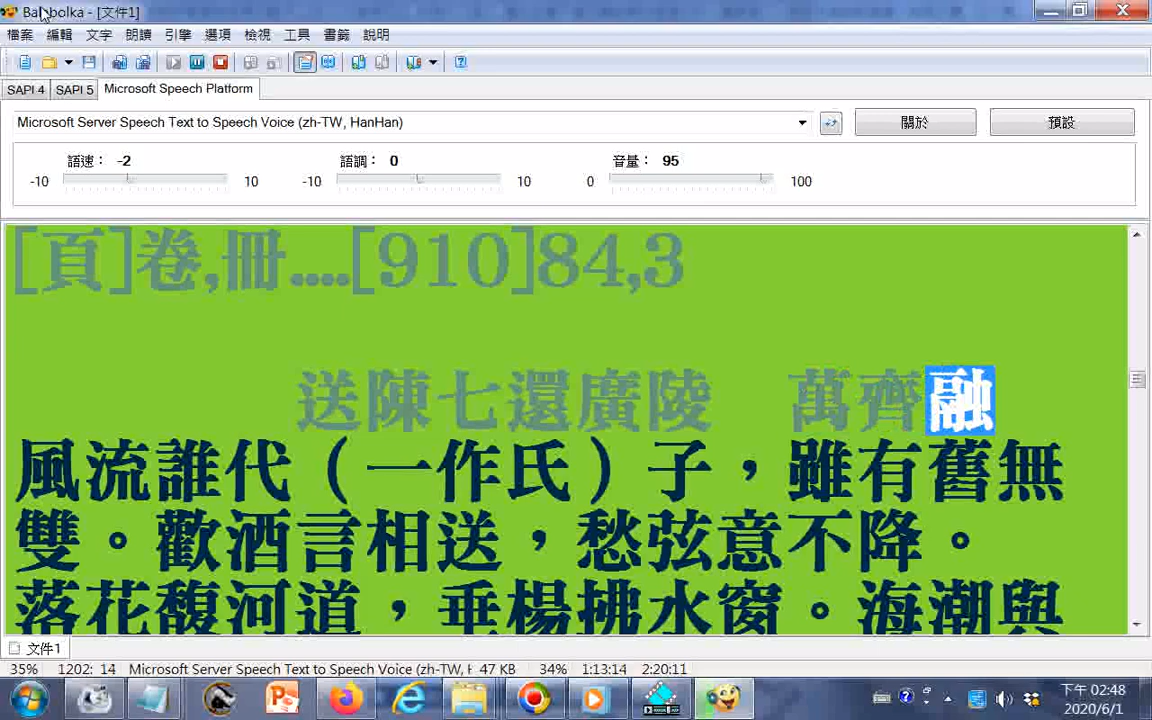 Balabolka - [文件1]
檔案 編輯 文字 朗讀 引擎 選項 檢視 工具 書籤 說明
SAPI 4 SAPI 5 Microsoft Speech Platform
Microsoft Server Speech Text to Speech Voice (zh-TW, HanHan) 關於 預設
語速： -2 語調： 0 音量： 95
-10 10 -10 10 0 100
[頁]卷,冊....[910]84,3
送陳七還廣陵 萬齊融
風流誰代（一作氏）子，雖有舊無
雙。歡酒言相送，愁弦意不降。
落花馥河道，垂楊拂水窗。海潮與
文件1
35% 1202: 14 Microsoft Server Speech Text to Speech Voice (zh-TW, H 47 KB 34% 1:13:14 2:20:11
下午 02:48
2020/6/1